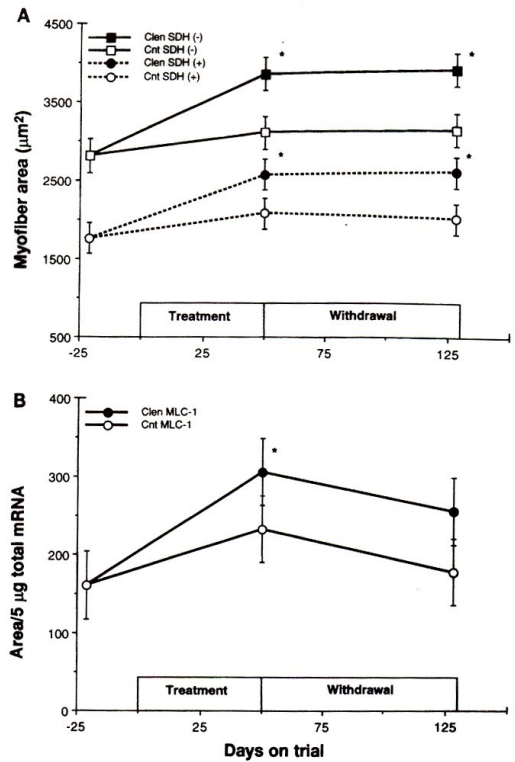 A
4500
Clen SDH (-)
Cnt SDH (-)
Clen SDH (+)
Cnt SDH (+)
* *
3500
* *
2500
1500
500
Myofiber area (μm²)
Treatment Withdrawal
-25 25 75 125
B
400
Clen MLC-1
Cnt MLC-1
*
300
200
100
0
Area/5 μg total mRNA
Treatment Withdrawal
-25 25 75 125
Days on trial